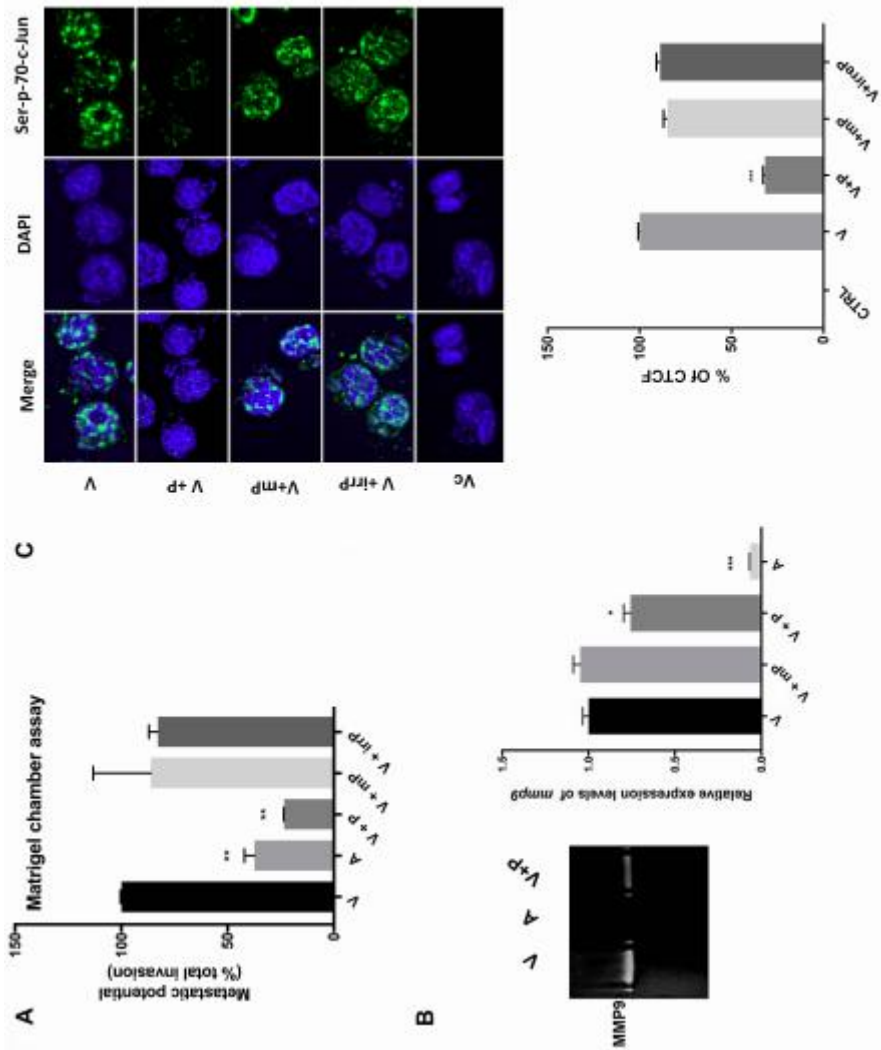 A
Matrigel chamber assay
Metastatic potential
(% total invasion)
150
100
50
0
V
A
V + P
V + mP
V + irrP
**
**
B
V
A
V+P
MMP9
Relative expression levels of mmp9
1.5
1.0
0.5
0.0
V
V + mP
V + P
A
*
***
C
Merge
DAPI
Ser-p-70-c-Jun
V
V +P
V+mP
V +irrP
Vc
% Of CTCF
150
100
50
0
CTRL
V
V+P
V+mP
V+irreP
***